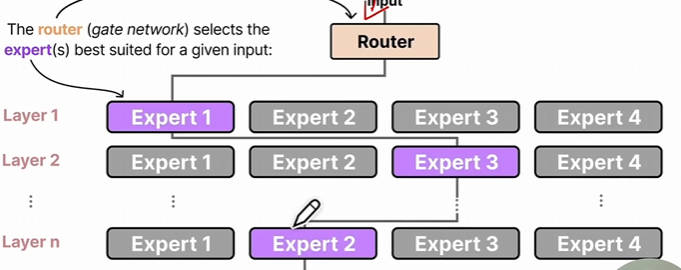 input
The router (gate network) selects the
expert(s) best suited for a given input:
Router
Layer 1 Expert 1 Expert 2 Expert 3 Expert 4
Layer 2 Expert 1 Expert 2 Expert 3 Expert 4
Layer n Expert 1 Expert 2 Expert 3 Expert 4